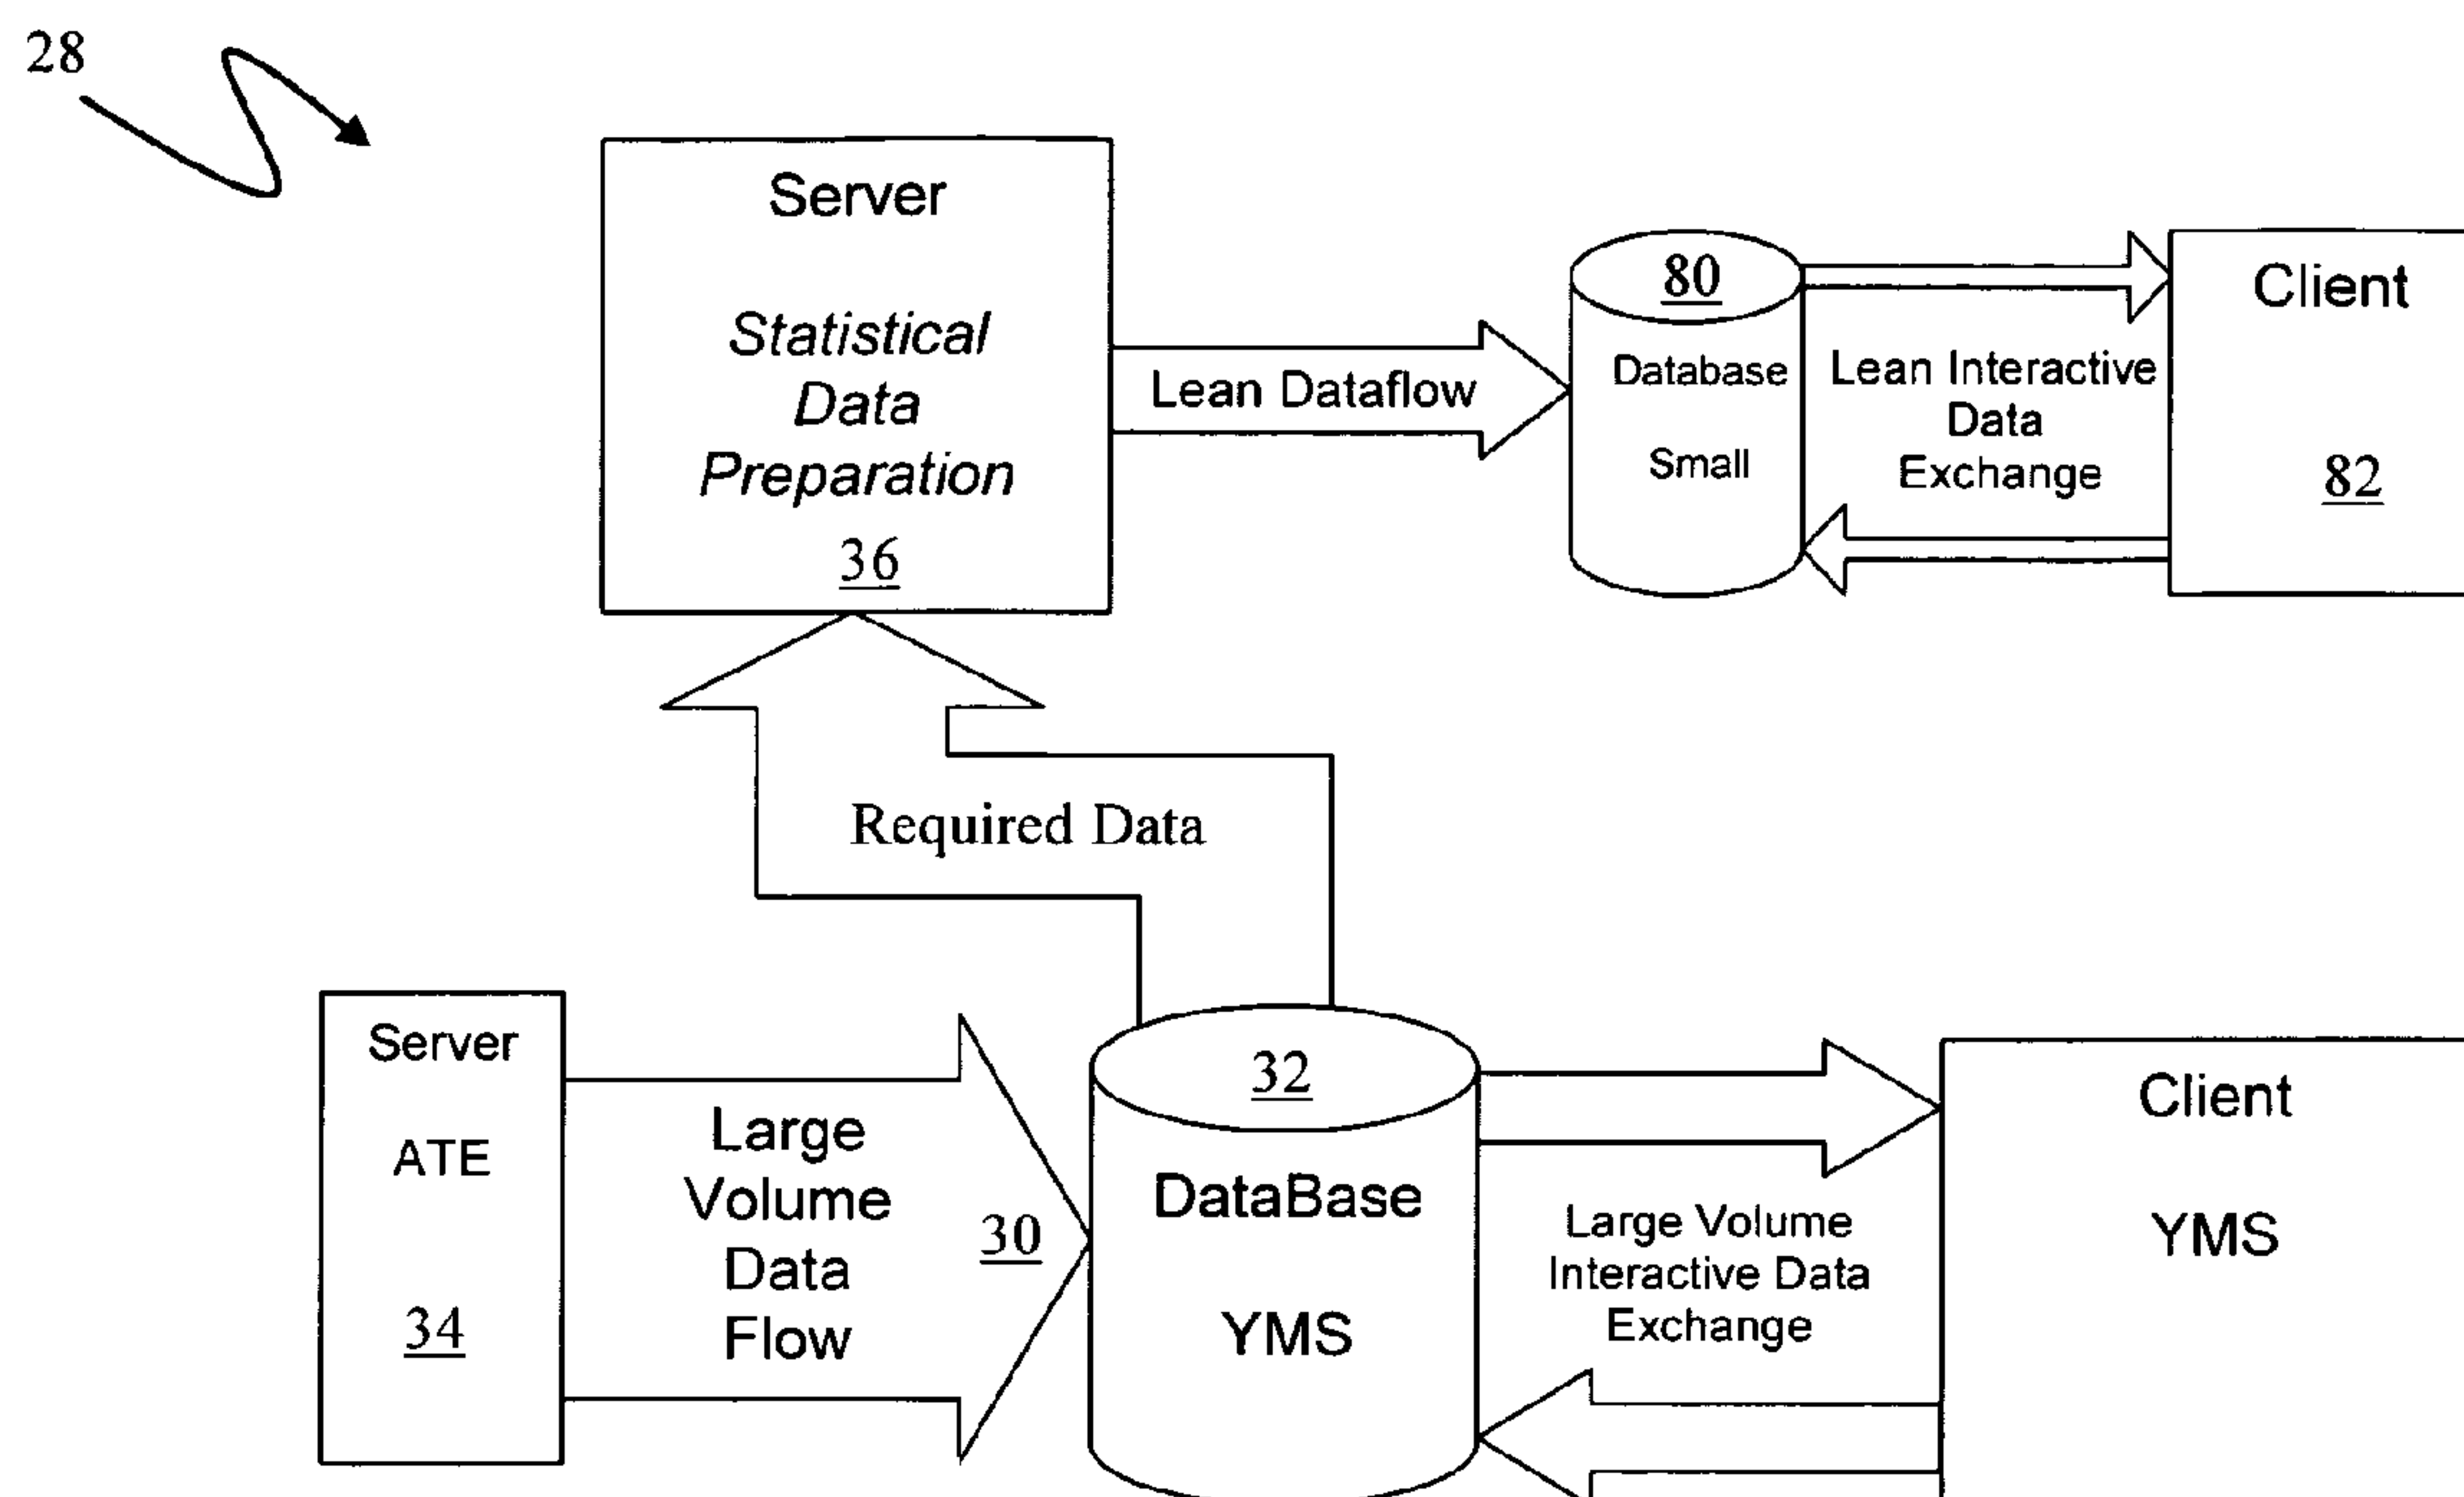 28
Server
Statistical
Data
Preparation
36
Lean Dataflow
80
Database
Small
Lean Interactive
Data
Exchange
Client
82
Required Data
Server
ATE
34
Large
Volume
Data
Flow
30
32
DataBase
YMS
Large Volume
Interactive Data
Exchange
Client
YMS